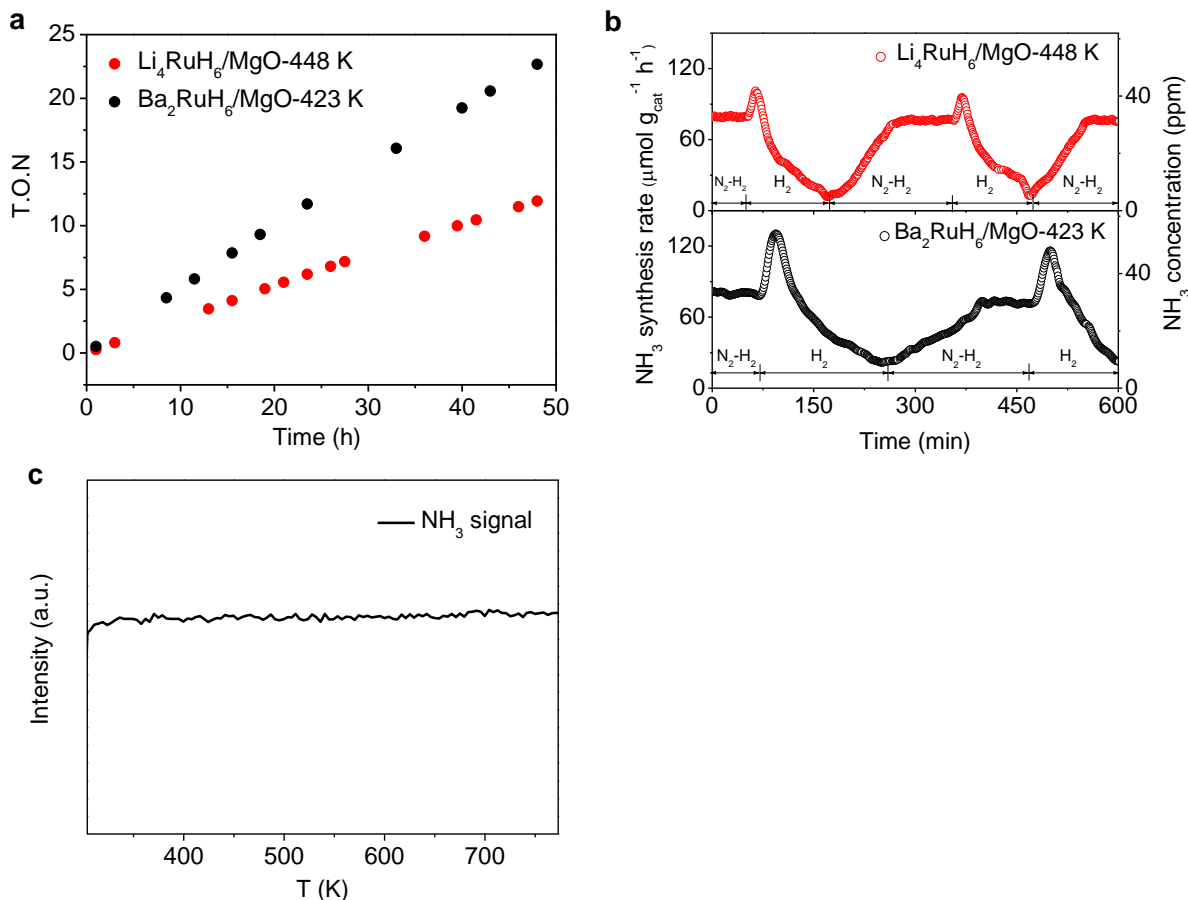 a
T.O.N
25
20
15
10
5
0
Li₄RuH₆/MgO-448 K
Ba₂RuH₆/MgO-423 K
0 10 20 30 40 50
Time (h)
b
NH₃ synthesis rate (μmol g_cat⁻¹ h⁻¹)
120
60
0
Li₄RuH₆/MgO-448 K
N₂-H₂ H₂ N₂-H₂ H₂ N₂-H₂
40
0
NH₃ concentration (ppm)
120
60
0
Ba₂RuH₆/MgO-423 K
N₂-H₂ H₂ N₂-H₂ H₂
40
0
0 150 300 450 600
Time (min)
c
Intensity (a.u.)
NH₃ signal
400 500 600 700
T (K)